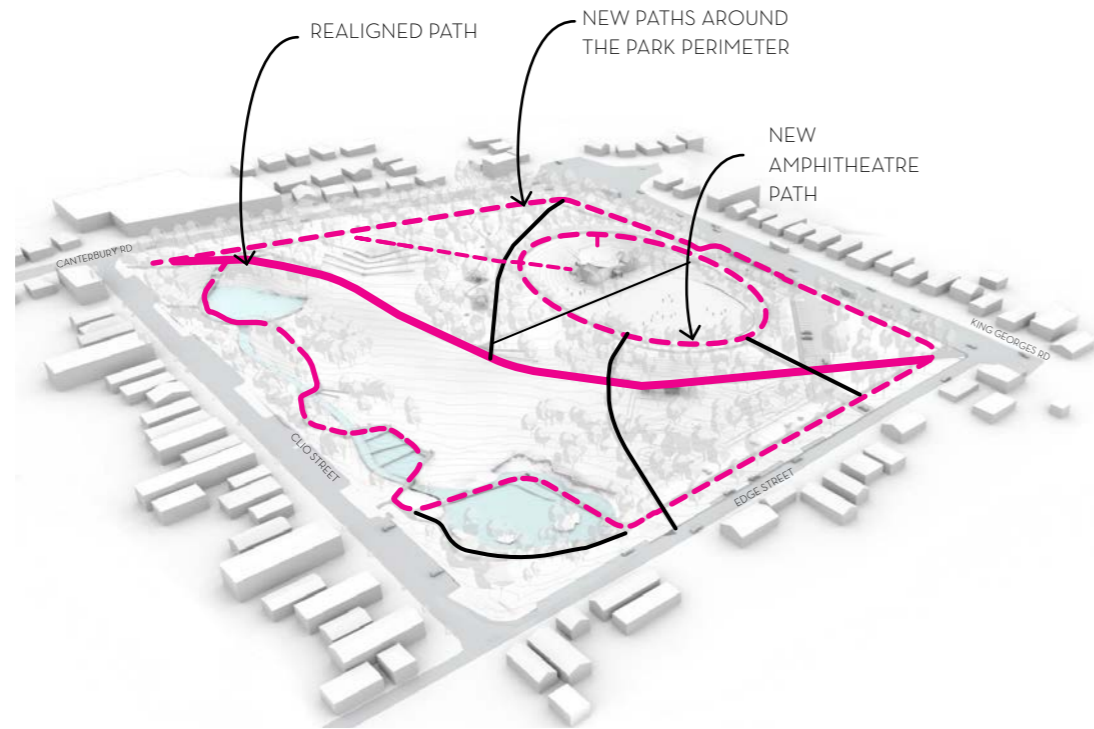 REALIGNED PATH
NEW PATHS AROUND
THE PARK PERIMETER
NEW
AMPHITHEATRE
PATH
CANTERBURY RD
KING GEORGES RD
CLIO STREET
EDGE STREET